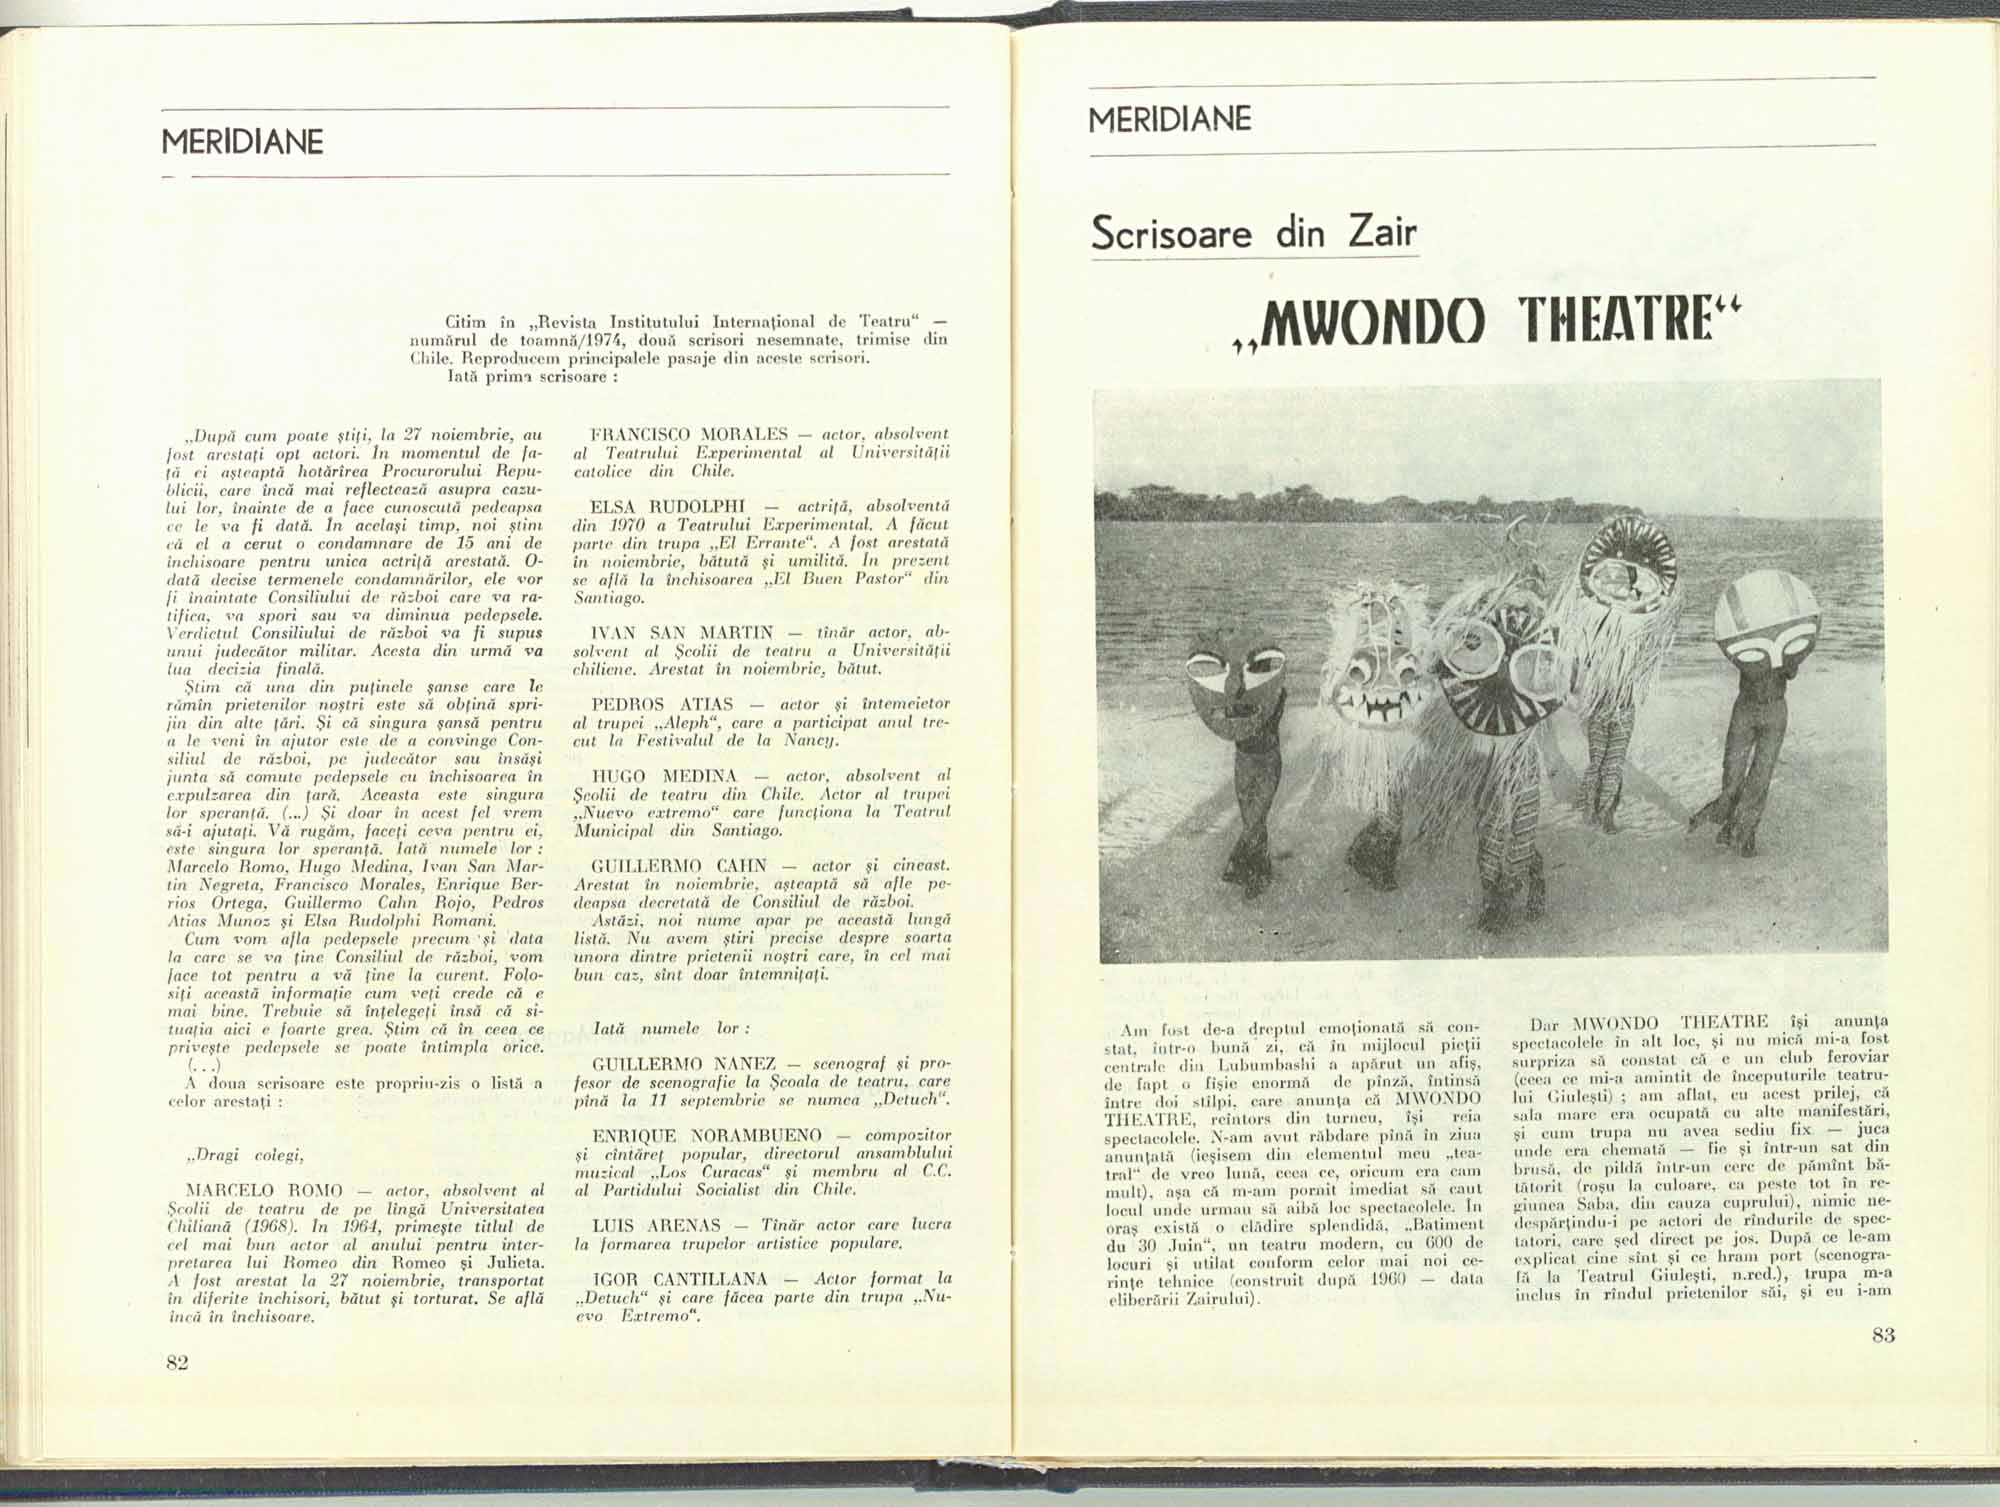 MERIDIANE
Citim în „Revista Institutului Internațional de Teatru“ —
numărul de toamnă/1974, două scrisori nesemnate, trimise din
Chile. Reproducem principalele pasaje din aceste scrisori.
Iată prima scrisoare :
„După cum poate știți, la 27 noiembrie, au
fost arestați opt actori. În momentul de fa-
ță ei așteaptă hotărîrea Procurorului Repu-
blicii, care încă mai reflectează asupra cazu-
lui lor, înainte de a face cunoscută pedeapsa
ce le va fi dată. În același timp, noi știm
că el a cerut o condamnare de 15 ani de
închisoare pentru unica actriță arestată. O-
dată decise termenele condamnărilor, ele vor
fi înaintate Consiliului de război care va ra-
tifica, va spori sau va diminua pedepsele.
Verdictul Consiliului de război va fi supus
unui judecător militar. Acesta din urmă va
lua decizia finală.
Știm că una din puținele șanse care le
rămîn prietenilor noștri este să obțină spri-
jin din alte țări. Și că singura șansă pentru
a le veni în ajutor este de a convinge Con-
siliul de război, pe judecător sau însăși
junta să comute pedepsele cu închisoarea în
expulzarea din țară. Aceasta este singura
lor speranță. (...) Și doar în acest fel vrem
să-i ajutați. Vă rugăm, faceți ceva pentru ei,
este singura lor speranță. Iată numele lor :
Marcelo Romo, Hugo Medina, Ivan San Mar-
tin Negreta, Francisco Morales, Enrique Ber-
rios Ortega, Guillermo Cahn Rojo, Pedros
Atias Munoz și Elsa Rudolphi Romani.
Cum vom afla pedepsele precum și data
la care se va ține Consiliul de război, vom
face tot pentru a vă ține la curent. Folo-
siți această informație cum veți crede că e
mai bine. Trebuie să înțelegeți însă că si-
tuația aici e foarte grea. Știm că în ceea ce
privește pedepsele se poate întîmpla orice.
(...)
A doua scrisoare este propriu-zis o listă a
celor arestați :
„Dragi colegi,
MARCELO ROMO — actor, absolvent al
Școlii de teatru de pe lîngă Universitatea
Chiliană (1968). În 1964, primește titlul de
cel mai bun actor al anului pentru inter-
pretarea lui Romeo din Romeo și Julieta.
A fost arestat la 27 noiembrie, transportat
în diferite închisori, bătut și torturat. Se află
încă în închisoare.
82
FRANCISCO MORALES — actor, absolvent
al Teatrului Experimental al Universității
catolice din Chile.
ELSA RUDOLPHI — actriță, absolventă
din 1970 a Teatrului Experimental. A făcut
parte din trupa „El Errante“. A fost arestată
în noiembrie, bătută și umilită. În prezent
se află la închisoarea „El Buen Pastor“ din
Santiago.
IVAN SAN MARTIN — tînăr actor, ab-
solvent al Școlii de teatru a Universității
chiliene. Arestat în noiembrie, bătut.
PEDROS ATIAS — actor și întemeietor
al trupei „Aleph“, care a participat anul tre-
cut la Festivalul de la Nancy.
HUGO MEDINA — actor, absolvent al
Școlii de teatru din Chile. Actor al trupei
„Nuevo extremo“ care funcționa la Teatrul
Municipal din Santiago.
GUILLERMO CAHN — actor și cineast.
Arestat în noiembrie, așteaptă să afle pe-
deapsa decretată de Consiliul de război.
Astăzi, noi nume apar pe această lungă
listă. Nu avem știri precise despre soarta
unora dintre prietenii noștri care, în cel mai
bun caz, sînt doar întemnițați.
Iată numele lor :
GUILLERMO NANEZ — scenograf și pro-
fesor de scenografie la Școala de teatru, care
pînă la 11 septembrie se numea „Detuch“.
ENRIQUE NORAMBUENO — compozitor
și cîntăreț popular, directorul ansamblului
muzical „Los Curacas“ și membru al C.C.
al Partidului Socialist din Chile.
LUIS ARENAS — Tînăr actor care lucra
la formarea trupelor artistice populare.
IGOR CANTILLANA — Actor format la
„Detuch“ și care făcea parte din trupa „Nu-
evo Extremo“.
MERIDIANE
Scrisoare din Zair
„MWONDO THEATRE“
Am fost de-a dreptul emoționată să con-
stat, într-o bună zi, că în mijlocul pieții
centrale din Lubumbashi a apărut un afiș,
de fapt o fîșie enormă de pînză, întinsă
între doi stîlpi, care anunța că MWONDO
THEATRE, reîntors din turneu, își reia
spectacolele. N-am avut răbdare pînă în ziua
anunțată (ieșisem din elementul meu „tea-
tral“ de vreo lună, ceea ce, oricum era cam
mult), așa că m-am pornit imediat să caut
locul unde urmau să aibă loc spectacolele. În
oraș există o clădire splendidă, „Batiment
du 30 Juin“, un teatru modern, cu 600 de
locuri și utilat conform celor mai noi ce-
rințe tehnice (construit după 1960 — data
eliberării Zairului).
Dar MWONDO THEATRE își anunța
spectacolele în alt loc, și nu mică mi-a fost
surpriza să constat că e un club feroviar
(ceea ce mi-a amintit de începuturile teatru-
lui Giulești) ; am aflat, cu acest prilej, că
sala mare era ocupată cu alte manifestări,
și cum trupa nu avea sediu fix — juca
unde era chemată — fie și într-un sat din
brusă, de pildă într-un cerc de pămînt bă-
tătorit (roșu la culoare, ca peste tot în re-
giunea Saba, din cauza cuprului), nimic ne-
despărțindu-i pe actori de rîndurile de spec-
tatori, care șed direct pe jos. După ce le-am
explicat cine sînt și ce hram port (scenogra-
fă la Teatrul Giulești, n.red.), trupa m-a
inclus în rîndul prietenilor săi, și eu i-am
83